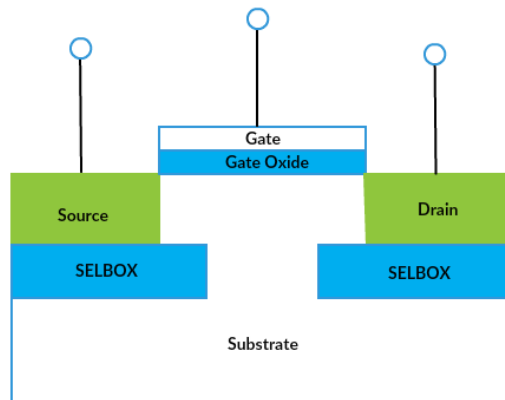 Gate
Gate Oxide
Source
Drain
SELBOX
SELBOX
Substrate